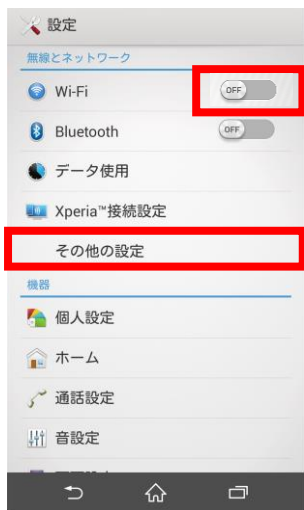 設定
無線とネットワーク
Wi-Fi OFF
Bluetooth OFF
データ使用
Xperia™接続設定
その他の設定
機器
個人設定
ホーム
通話設定
音設定